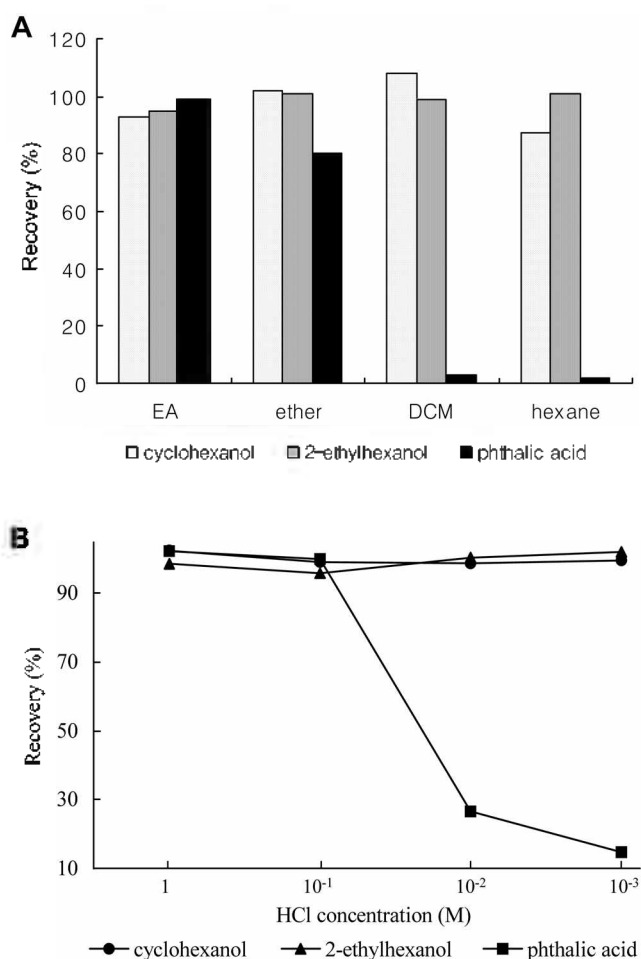 A
120
100
80
60
40
20
0
Recovery (%)
EA ether DCM hexane
cyclohexanol 2-ethylhexanol phthalic acid
B
90
70
50
30
10
Recovery (%)
1 10⁻¹ 10⁻² 10⁻³
HCl concentration (M)
cyclohexanol 2-ethylhexanol phthalic acid